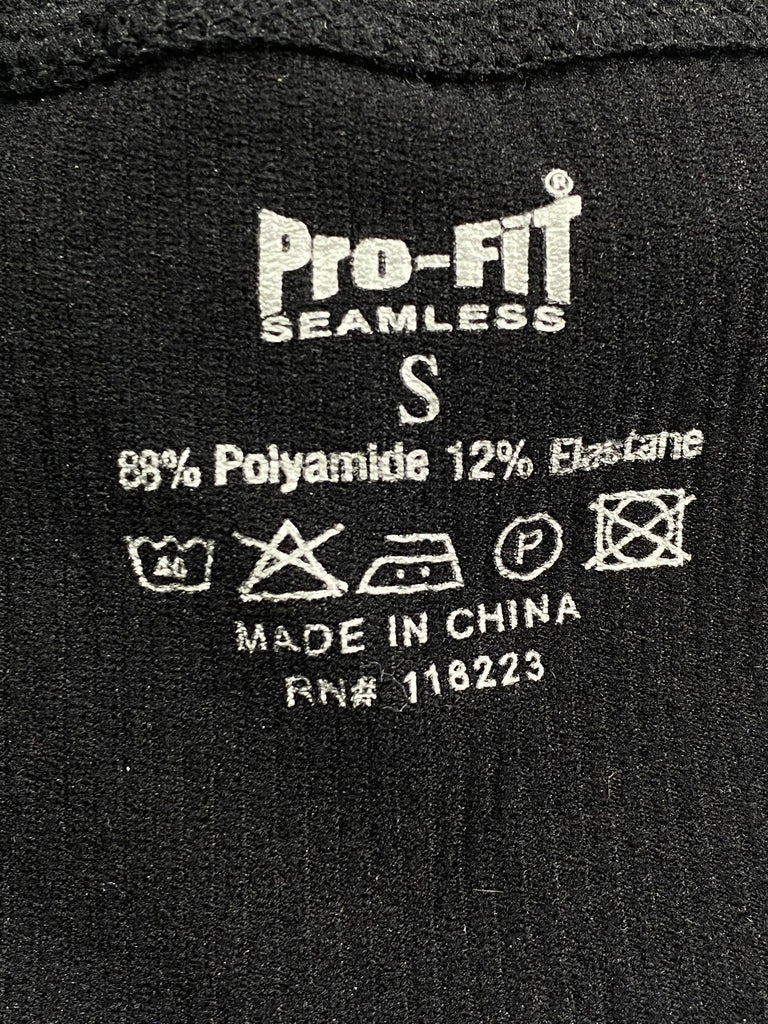 Pro-FiT®
SEAMLESS
S
88% Polyamide 12% Elastane
40
P
MADE IN CHINA
RN# 118223